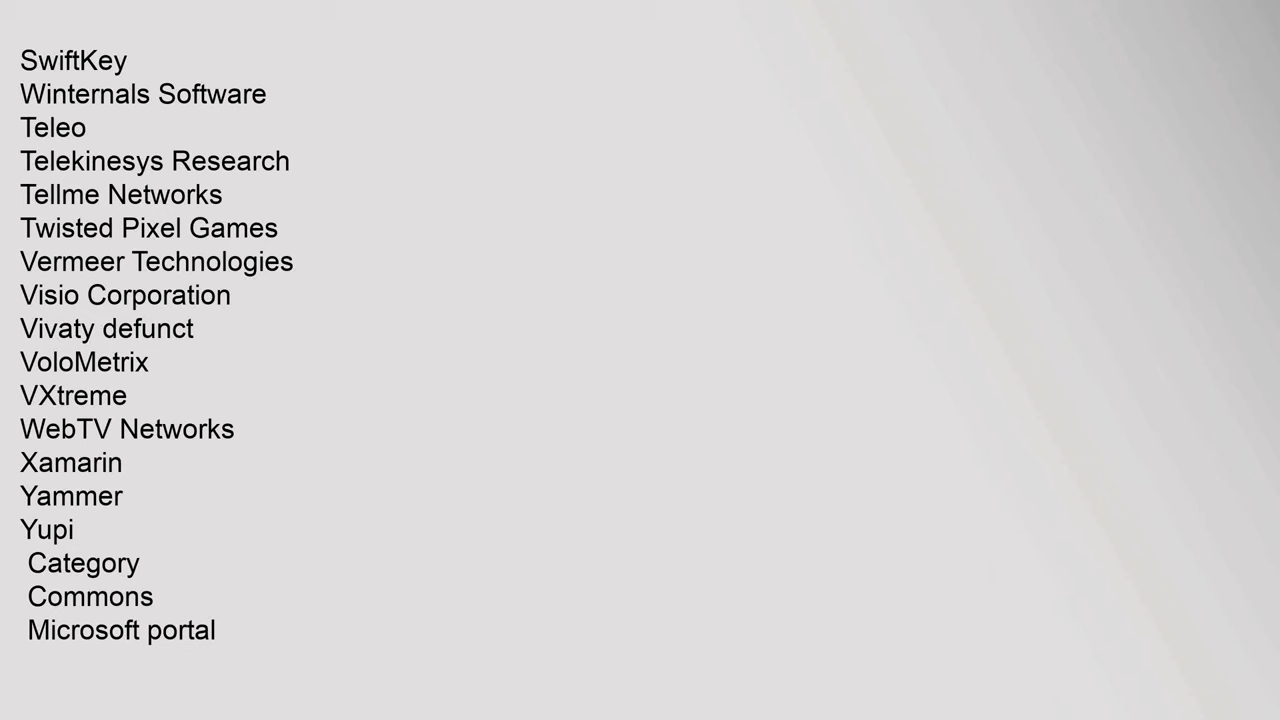 SwiftKey
Winternals Software
Teleo
Telekinesys Research
Tellme Networks
Twisted Pixel Games
Vermeer Technologies
Visio Corporation
Vivaty defunct
VoloMetrix
VXtreme
WebTV Networks
Xamarin
Yammer
Yupi
Category
Commons
Microsoft portal